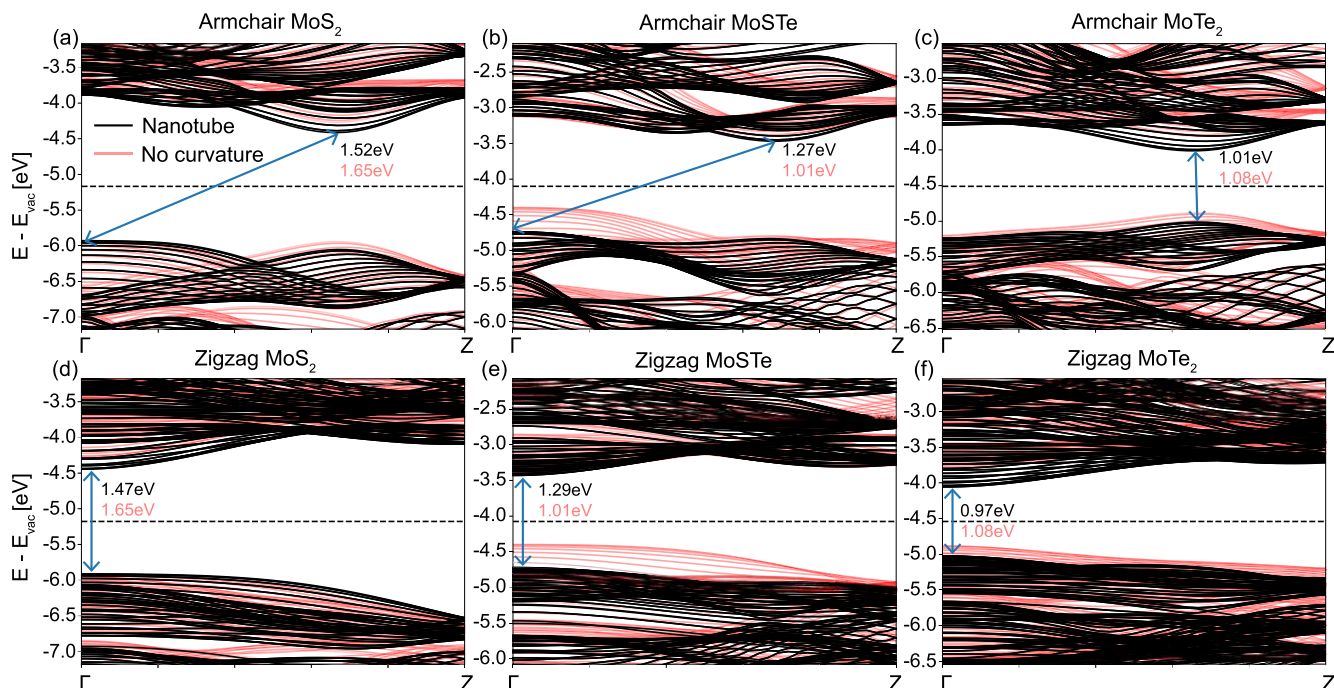 Armchair MoS2
Armchair MoSTe
Armchair MoTe2
(a)
(b)
(c)
E - Evac [eV]
-3.5
-4.0
-4.5
-5.0
-5.5
-6.0
-6.5
-7.0
Nanotube
No curvature
1.52eV
1.65eV
Γ
Z
-2.5
-3.0
-3.5
-4.0
-4.5
-5.0
-5.5
-6.0
1.27eV
1.01eV
Γ
Z
-3.0
-3.5
-4.0
-4.5
-5.0
-5.5
-6.0
-6.5
1.01eV
1.08eV
Γ
Z
Zigzag MoS2
Zigzag MoSTe
Zigzag MoTe2
(d)
(e)
(f)
E - Evac [eV]
-3.5
-4.0
-4.5
-5.0
-5.5
-6.0
-6.5
-7.0
1.47eV
1.65eV
Γ
Z
-2.5
-3.0
-3.5
-4.0
-4.5
-5.0
-5.5
-6.0
1.29eV
1.01eV
Γ
Z
-3.0
-3.5
-4.0
-4.5
-5.0
-5.5
-6.0
-6.5
0.97eV
1.08eV
Γ
Z